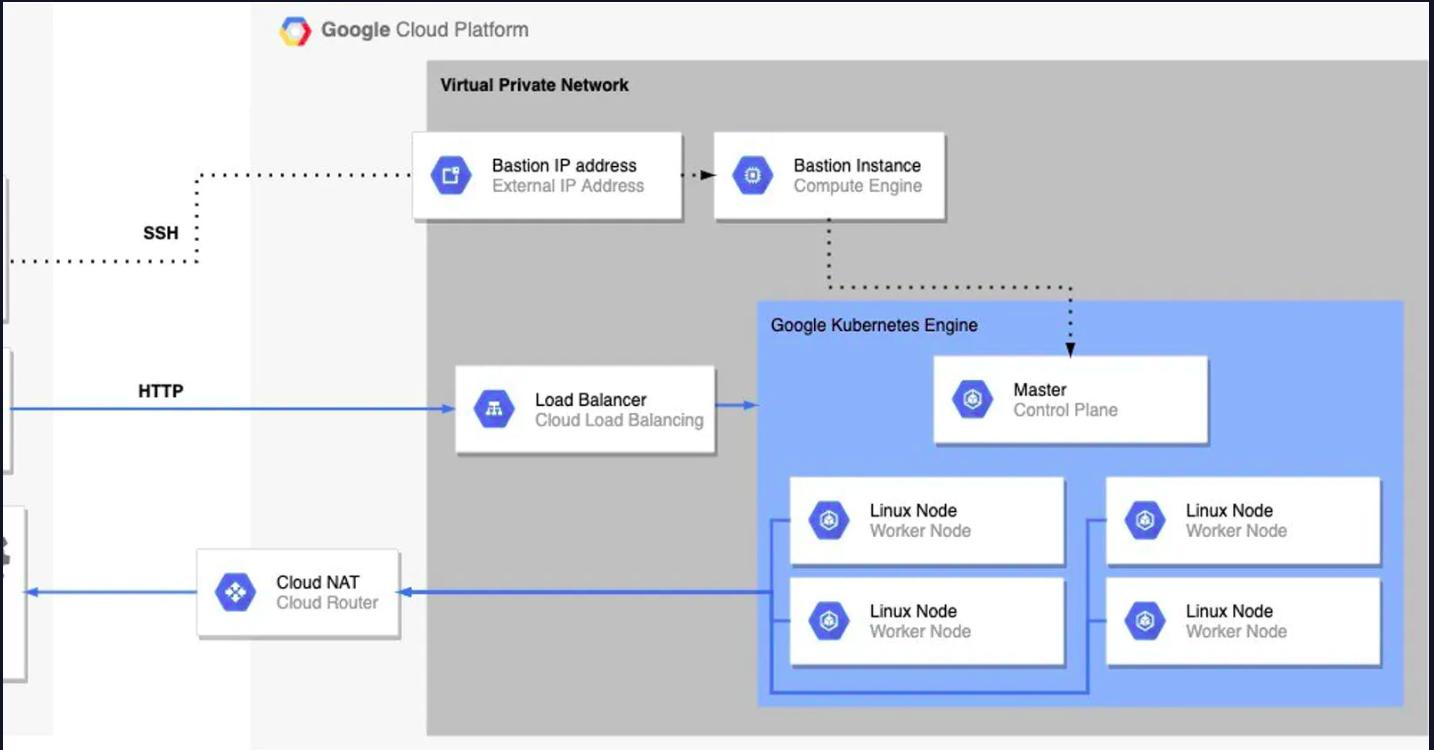 Google Cloud Platform
Virtual Private Network
Bastion IP address
External IP Address
Bastion Instance
Compute Engine
SSH
Google Kubernetes Engine
Master
Control Plane
HTTP
Load Balancer
Cloud Load Balancing
Linux Node
Worker Node
Linux Node
Worker Node
Cloud NAT
Cloud Router
Linux Node
Worker Node
Linux Node
Worker Node